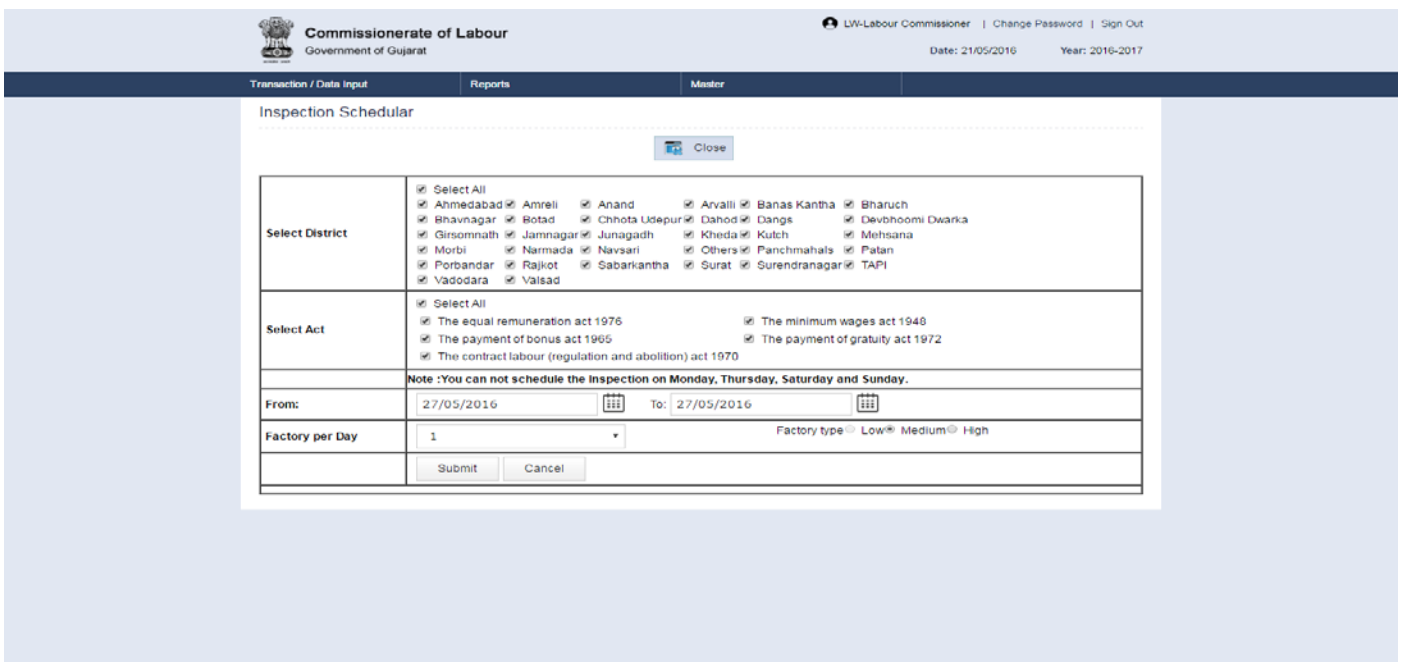 Commissionerate of Labour
Government of Gujarat
LW-Labour Commissioner | Change Password | Sign Out
Date: 21/05/2016 Year: 2016-2017
Transaction / Data Input Reports Master
Inspection Schedular
Close
Select District
Select All
Ahmedabad Amreli Anand Arvalli Banas Kantha Bharuch
Bhavnagar Botad Chhota Udepur Dahod Dangs Devbhoomi Dwarka
Girsomnath Jamnagar Junagadh Kheda Kutch Mehsana
Morbi Narmada Navsari Others Panchmahals Patan
Porbandar Rajkot Sabarkantha Surat Surendranagar TAPI
Vadodara Valsad
Select Act
Select All
The equal remuneration act 1976 The minimum wages act 1948
The payment of bonus act 1965 The payment of gratuity act 1972
The contract labour (regulation and abolition) act 1970
Note :You can not schedule the Inspection on Monday, Thursday, Saturday and Sunday.
From: 27/05/2016 To: 27/05/2016
Factory per Day 1 Factory type Low Medium High
Submit Cancel